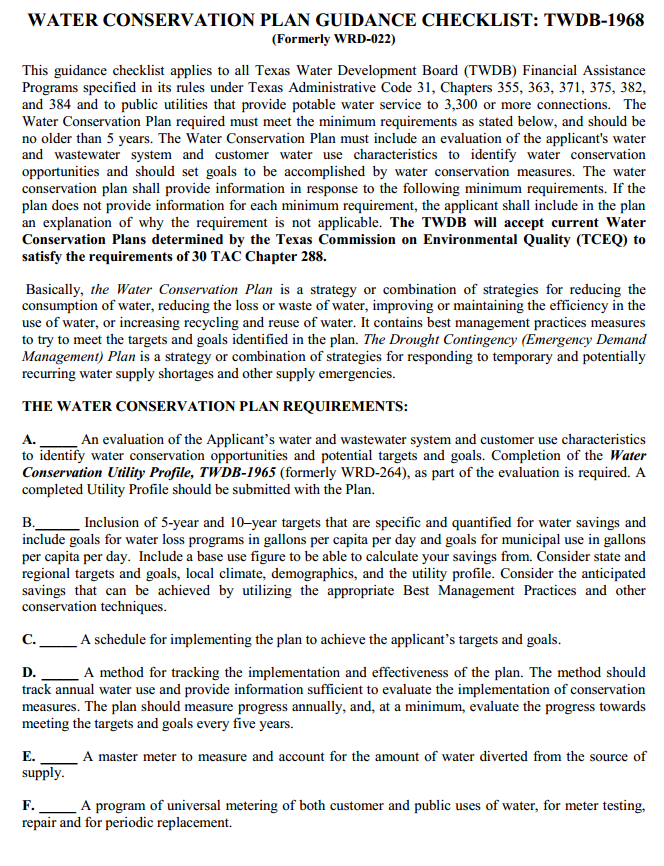 WATER CONSERVATION PLAN GUIDANCE CHECKLIST: TWDB-1968
(Formerly WRD-022)
This guidance checklist applies to all Texas Water Development Board (TWDB) Financial Assistance
Programs specified in its rules under Texas Administrative Code 31, Chapters 355, 363, 371, 375, 382,
and 384 and to public utilities that provide potable water service to 3,300 or more connections. The
Water Conservation Plan required must meet the minimum requirements as stated below, and should be
no older than 5 years. The Water Conservation Plan must include an evaluation of the applicant's water
and wastewater system and customer water use characteristics to identify water conservation
opportunities and should set goals to be accomplished by water conservation measures. The water
conservation plan shall provide information in response to the following minimum requirements. If the
plan does not provide information for each minimum requirement, the applicant shall include in the plan
an explanation of why the requirement is not applicable. The TWDB will accept current Water
Conservation Plans determined by the Texas Commission on Environmental Quality (TCEQ) to
satisfy the requirements of 30 TAC Chapter 288.
Basically, the Water Conservation Plan is a strategy or combination of strategies for reducing the
consumption of water, reducing the loss or waste of water, improving or maintaining the efficiency in the
use of water, or increasing recycling and reuse of water. It contains best management practices measures
to try to meet the targets and goals identified in the plan. The Drought Contingency (Emergency Demand
Management) Plan is a strategy or combination of strategies for responding to temporary and potentially
recurring water supply shortages and other supply emergencies.
THE WATER CONSERVATION PLAN REQUIREMENTS:
A. _____ An evaluation of the Applicant's water and wastewater system and customer use characteristics
to identify water conservation opportunities and potential targets and goals. Completion of the Water
Conservation Utility Profile, TWDB-1965 (formerly WRD-264), as part of the evaluation is required. A
completed Utility Profile should be submitted with the Plan.
B.______ Inclusion of 5-year and 10–year targets that are specific and quantified for water savings and
include goals for water loss programs in gallons per capita per day and goals for municipal use in gallons
per capita per day. Include a base use figure to be able to calculate your savings from. Consider state and
regional targets and goals, local climate, demographics, and the utility profile. Consider the anticipated
savings that can be achieved by utilizing the appropriate Best Management Practices and other
conservation techniques.
C. _____ A schedule for implementing the plan to achieve the applicant's targets and goals.
D. _____ A method for tracking the implementation and effectiveness of the plan. The method should
track annual water use and provide information sufficient to evaluate the implementation of conservation
measures. The plan should measure progress annually, and, at a minimum, evaluate the progress towards
meeting the targets and goals every five years.
E. _____ A master meter to measure and account for the amount of water diverted from the source of
supply.
F. _____ A program of universal metering of both customer and public uses of water, for meter testing,
repair and for periodic replacement.